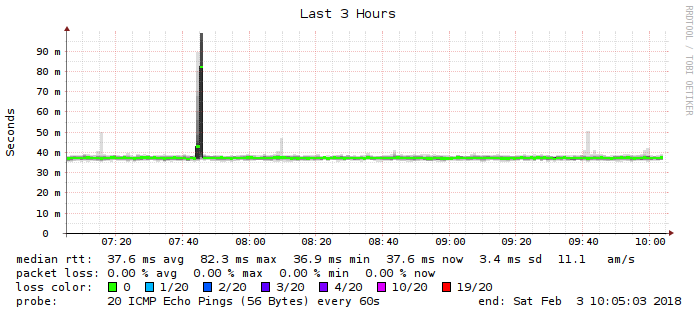 Last 3 Hours
RRDTOOL / TOBI OETIKER
Seconds
90 m
80 m
70 m
60 m
50 m
40 m
30 m
20 m
10 m
0
07:20 07:40 08:00 08:20 08:40 09:00 09:20 09:40 10:00
median rtt: 37.6 ms avg 82.3 ms max 36.9 ms min 37.6 ms now 3.4 ms sd 11.1 am/s
packet loss: 0.00 % avg 0.00 % max 0.00 % min 0.00 % now
loss color: 0 1/20 2/20 3/20 4/20 10/20 19/20
probe: 20 ICMP Echo Pings (56 Bytes) every 60s end: Sat Feb 3 10:05:03 2018